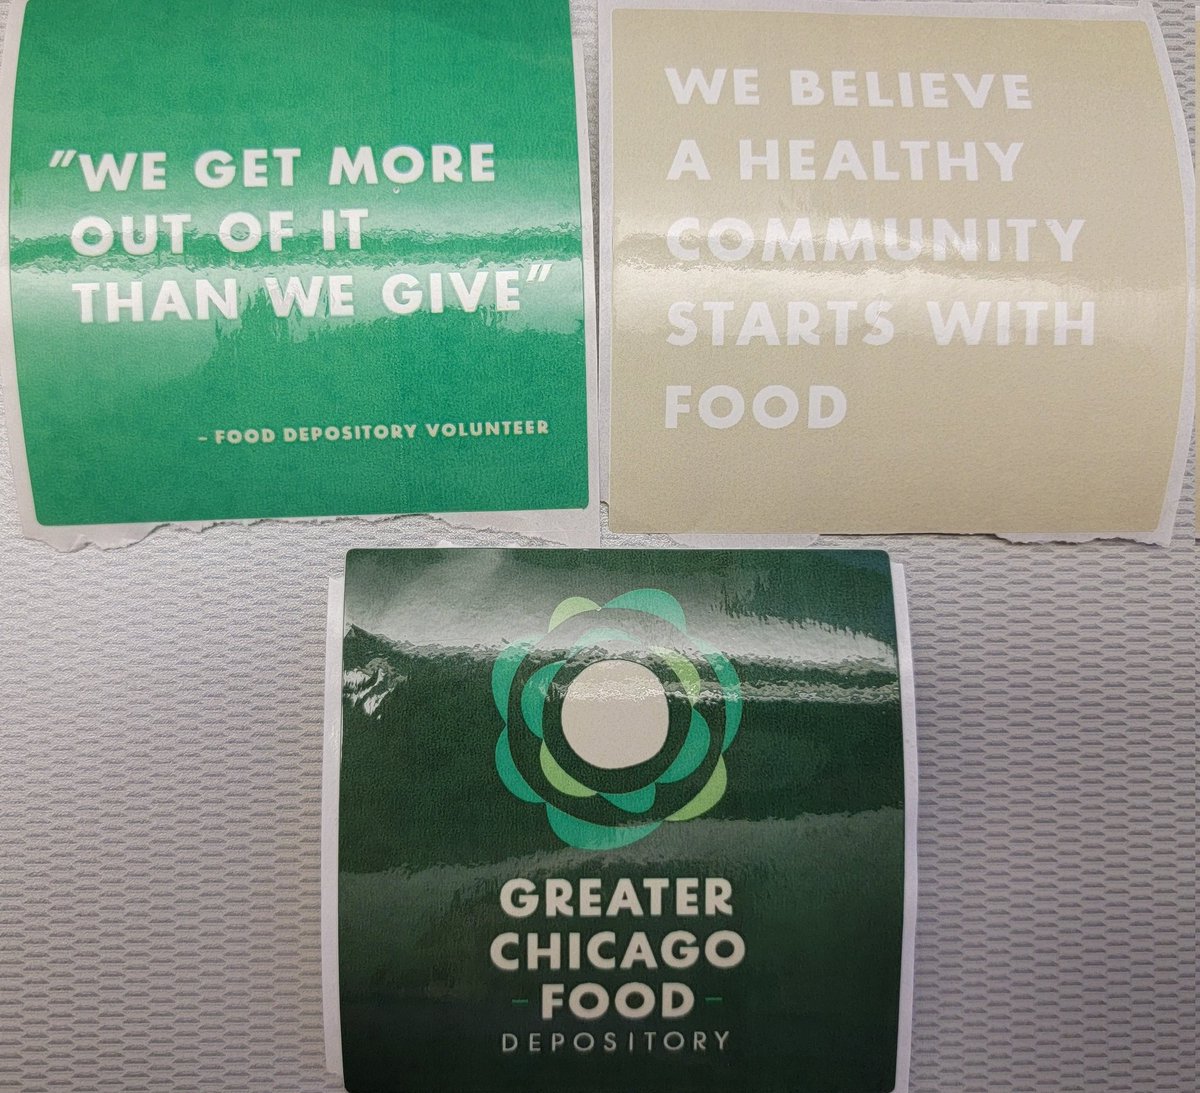 "WE GET MORE
OUT OF IT
THAN WE GIVE"
– FOOD DEPOSITORY VOLUNTEER
WE BELIEVE
A HEALTHY
COMMUNITY
STARTS WITH
FOOD
GREATER
CHICAGO
– FOOD –
DEPOSITORY